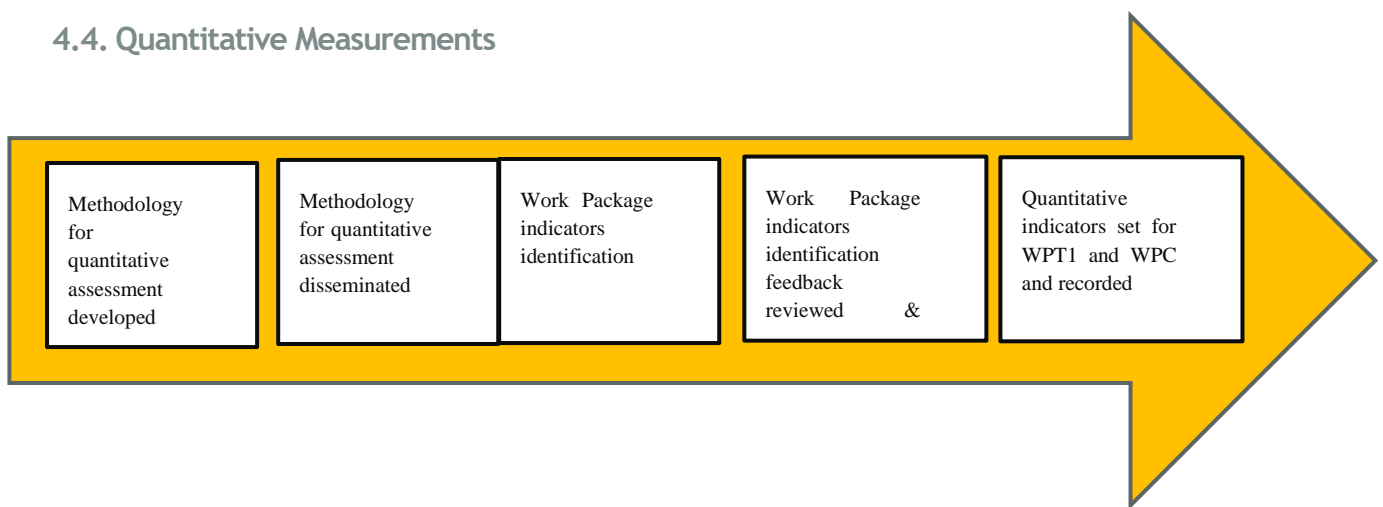 4.4. Quantitative Measurements
Methodology
for
quantitative
assessment
developed
Methodology
for quantitative
assessment
disseminated
Work Package
indicators
identification
Work Package
indicators
identification
feedback
reviewed &
Quantitative
indicators set for
WPT1 and WPC
and recorded